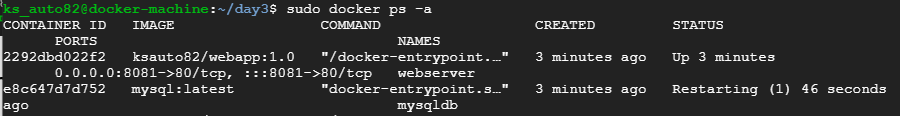 ks_auto82@docker-machine:~/day3$ sudo docker ps -a
CONTAINER ID   IMAGE                COMMAND                  CREATED         STATUS
       PORTS                                   NAMES
2292dbd022f2   ksauto82/webapp:1.0   "/docker-entrypoint.…"   3 minutes ago   Up 3 minutes
       0.0.0.0:8081->80/tcp, :::8081->80/tcp   webserver
e8c647d7d752   mysql:latest          "docker-entrypoint.s…"   3 minutes ago   Restarting (1) 46 seconds
ago                                            mysqldb